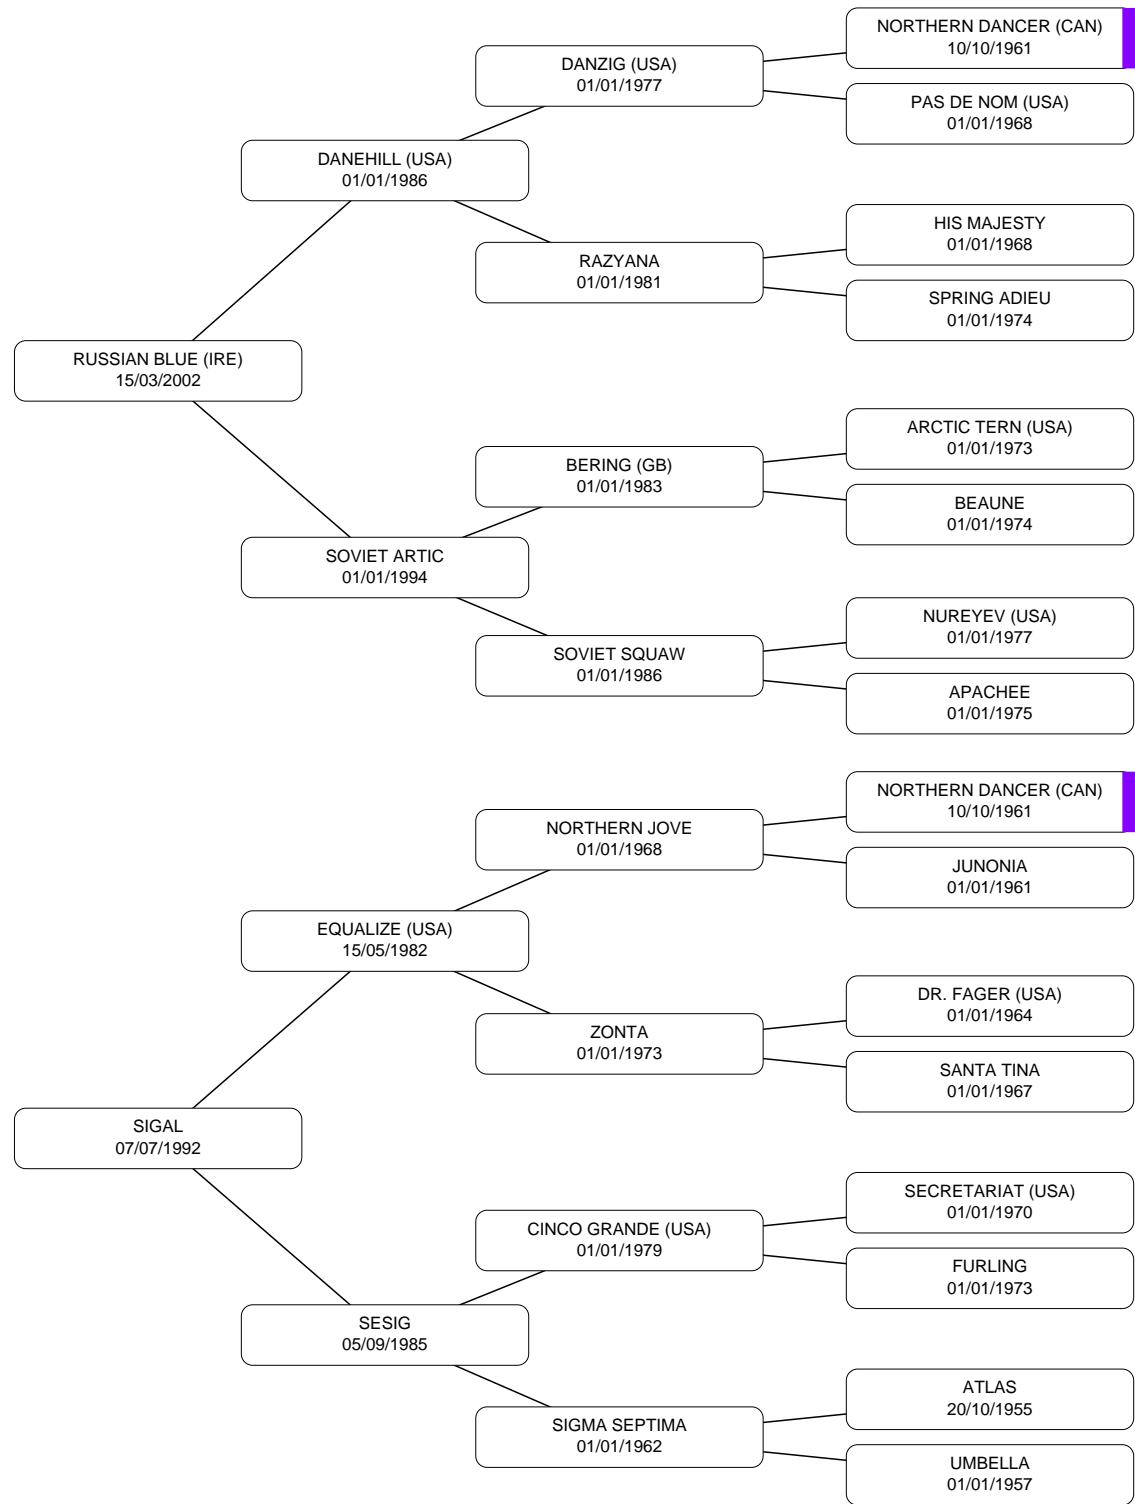 NORTHERN DANCER (CAN)
10/10/1961
DANZIG (USA)
01/01/1977
PAS DE NOM (USA)
01/01/1968
DANEHILL (USA)
01/01/1986
HIS MAJESTY
01/01/1968
RAZYANA
01/01/1981
SPRING ADIEU
01/01/1974
RUSSIAN BLUE (IRE)
15/03/2002
ARCTIC TERN (USA)
01/01/1973
BERING (GB)
01/01/1983
BEAUNE
01/01/1974
SOVIET ARTIC
01/01/1994
NUREYEV (USA)
01/01/1977
SOVIET SQUAW
01/01/1986
APACHEE
01/01/1975
NORTHERN DANCER (CAN)
10/10/1961
NORTHERN JOVE
01/01/1968
JUNONIA
01/01/1961
EQUALIZE (USA)
15/05/1982
DR. FAGER (USA)
01/01/1964
ZONTA
01/01/1973
SANTA TINA
01/01/1967
SIGAL
07/07/1992
SECRETARIAT (USA)
01/01/1970
CINCO GRANDE (USA)
01/01/1979
FURLING
01/01/1973
SESIG
05/09/1985
ATLAS
20/10/1955
SIGMA SEPTIMA
01/01/1962
UMBELLA
01/01/1957